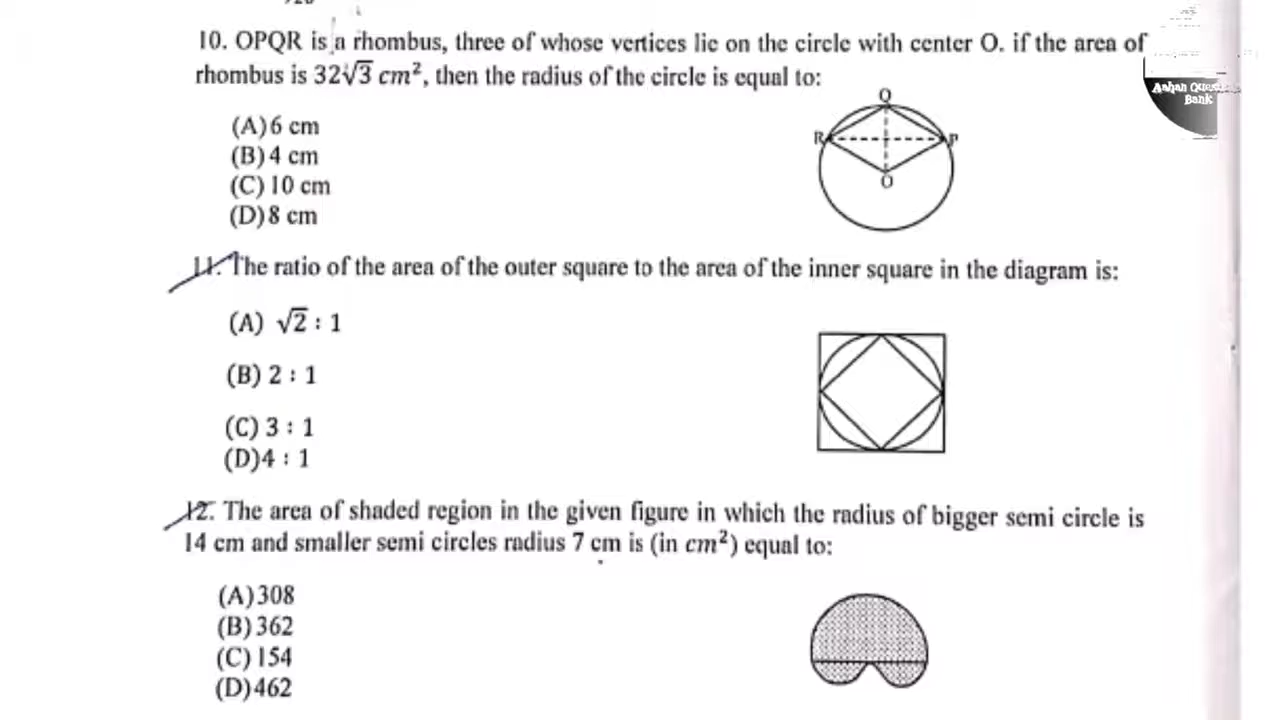 10. OPQR is a rhombus, three of whose vertices lie on the circle with center O. if the area of
rhombus is 32√3 cm², then the radius of the circle is equal to:
(A) 6 cm
(B) 4 cm
(C) 10 cm
(D) 8 cm
Q
R
P
O
11. The ratio of the area of the outer square to the area of the inner square in the diagram is:
(A) √2 : 1
(B) 2 : 1
(C) 3 : 1
(D) 4 : 1
12. The area of shaded region in the given figure in which the radius of bigger semi circle is
14 cm and smaller semi circles radius 7 cm is (in cm²) equal to:
(A) 308
(B) 362
(C) 154
(D) 462
Bank